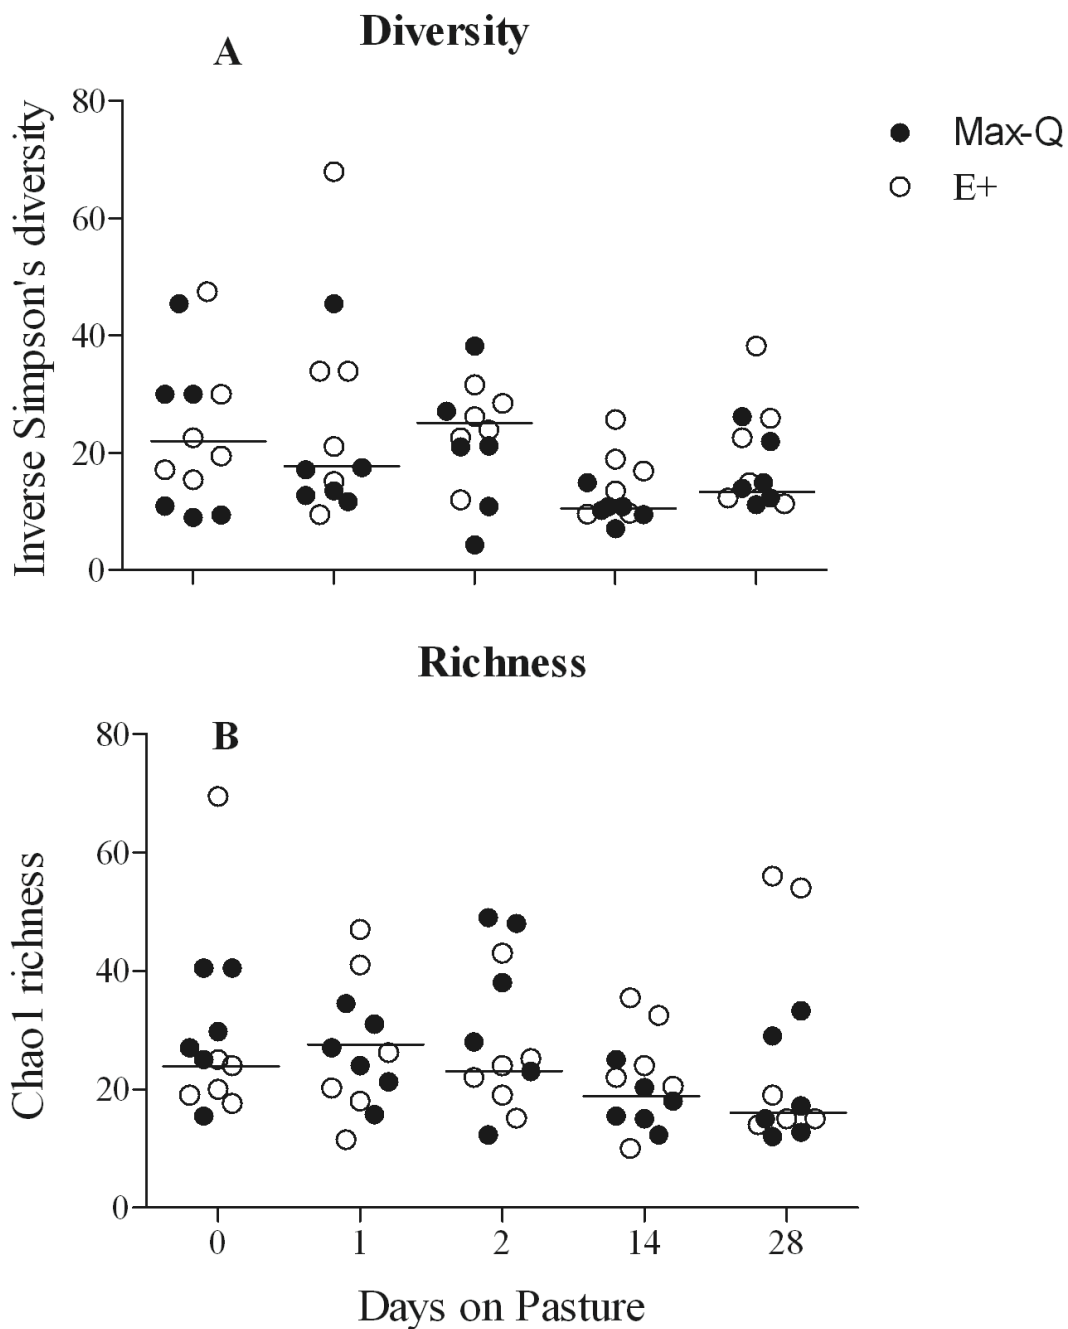 Diversity
A
Inverse Simpson's diversity
80
60
40
20
0
Max-Q
E+
Richness
B
Chao1 richness
80
60
40
20
0
0 1 2 14 28
Days on Pasture